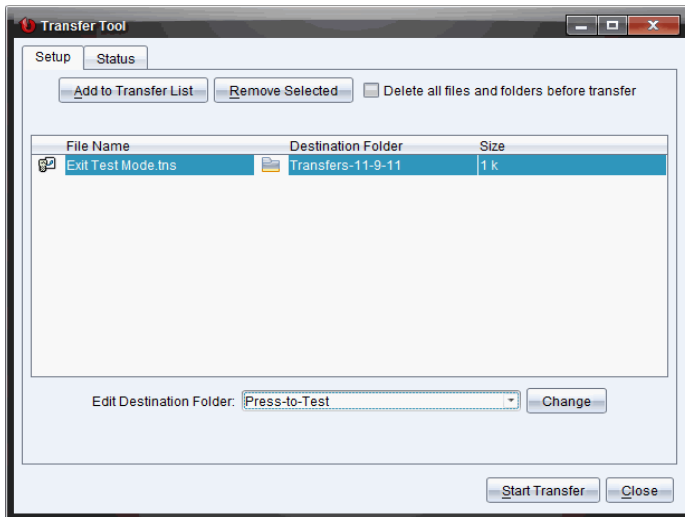 Transfer Tool
Setup Status
Add to Transfer List Remove Selected Delete all files and folders before transfer
File Name Destination Folder Size
Exit Test Mode.tns Transfers-11-9-11 1 k
Edit Destination Folder: Press-to-Test Change
Start Transfer Close